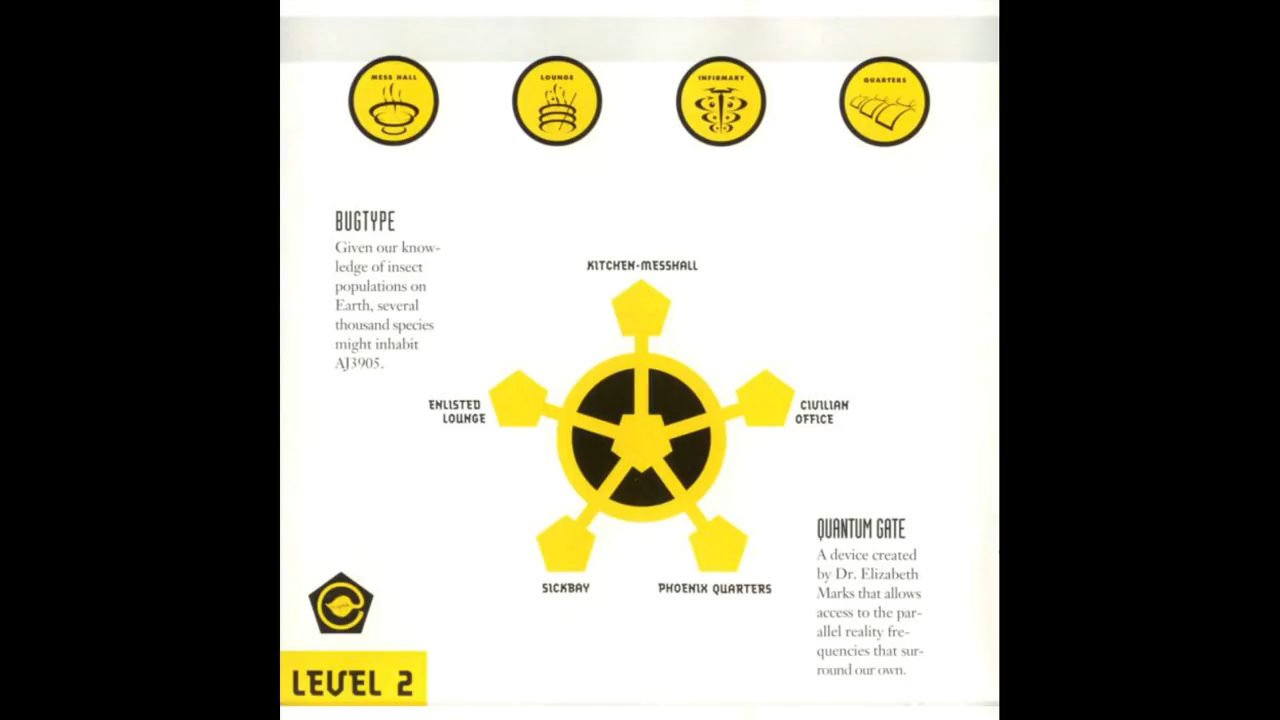 MESS HALL
LOUNGE
INFIRMARY
QUARTERS
BUGTYPE
Given our know-
ledge of insect
populations on
Earth, several
thousand species
might inhabit
AJ3905.
KITCHEN-MESSHALL
ENLISTED
LOUNGE
CIVILIAN
OFFICE
SICKBAY
PHOENIX QUARTERS
QUANTUM GATE
A device created
by Dr. Elizabeth
Marks that allows
access to the par-
allel reality fre-
quencies that sur-
round our own.
LEVEL 2